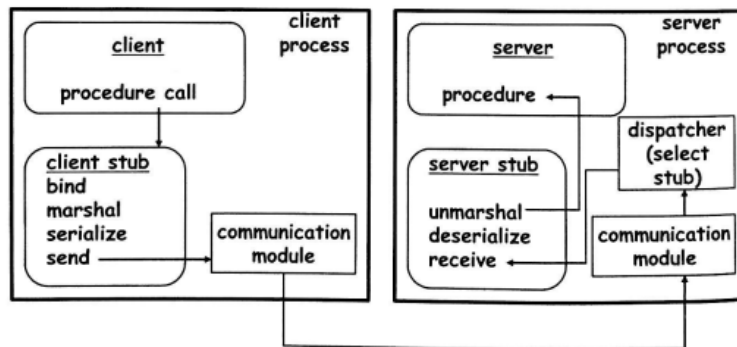 client
process
client
procedure call
client stub
bind
marshal
serialize
send
communication
module
server
process
server
procedure
dispatcher
(select
stub)
server stub
unmarshal
deserialize
receive
communication
module